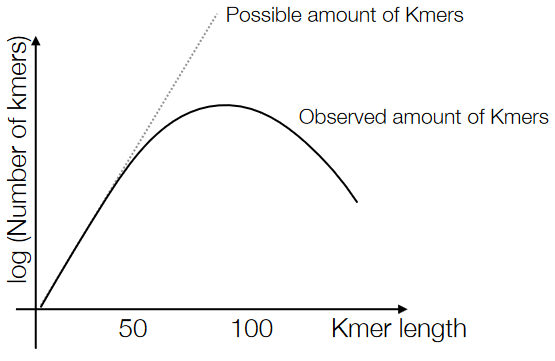 Possible amount of Kmers
Observed amount of Kmers
log (Number of kmers)
50 100 Kmer length